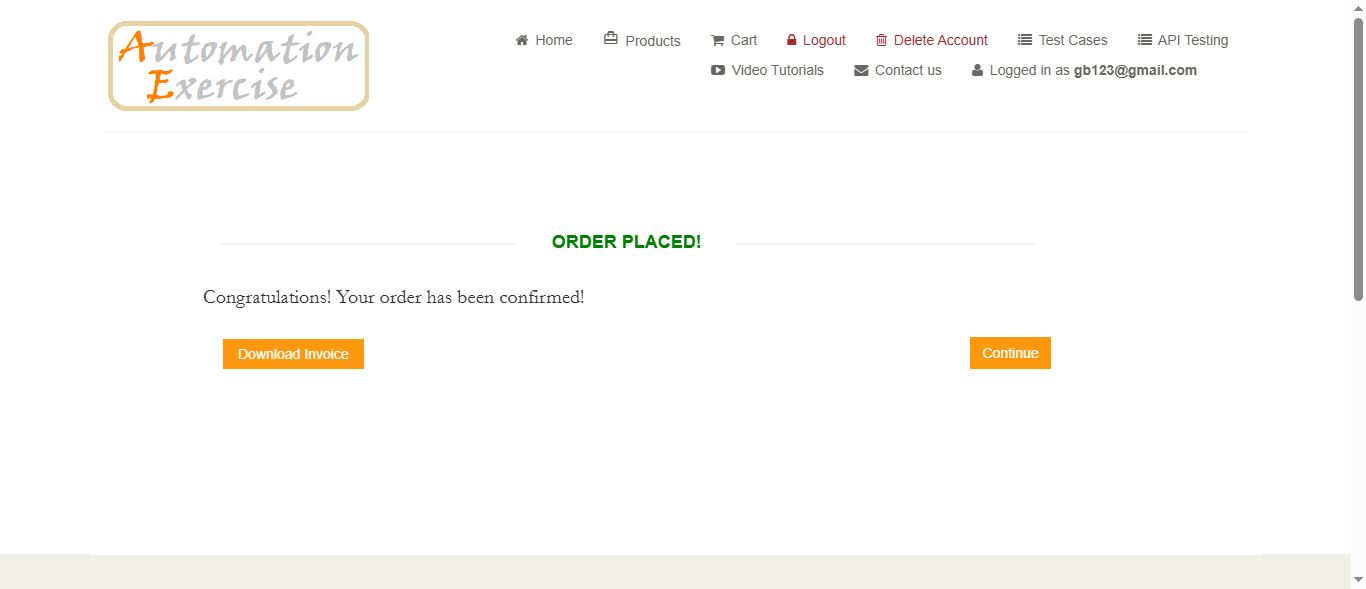 Automation
Exercise
Home Products Cart Logout Delete Account Test Cases API Testing
Video Tutorials Contact us Logged in as gb123@gmail.com
ORDER PLACED!
Congratulations! Your order has been confirmed!
Download Invoice Continue